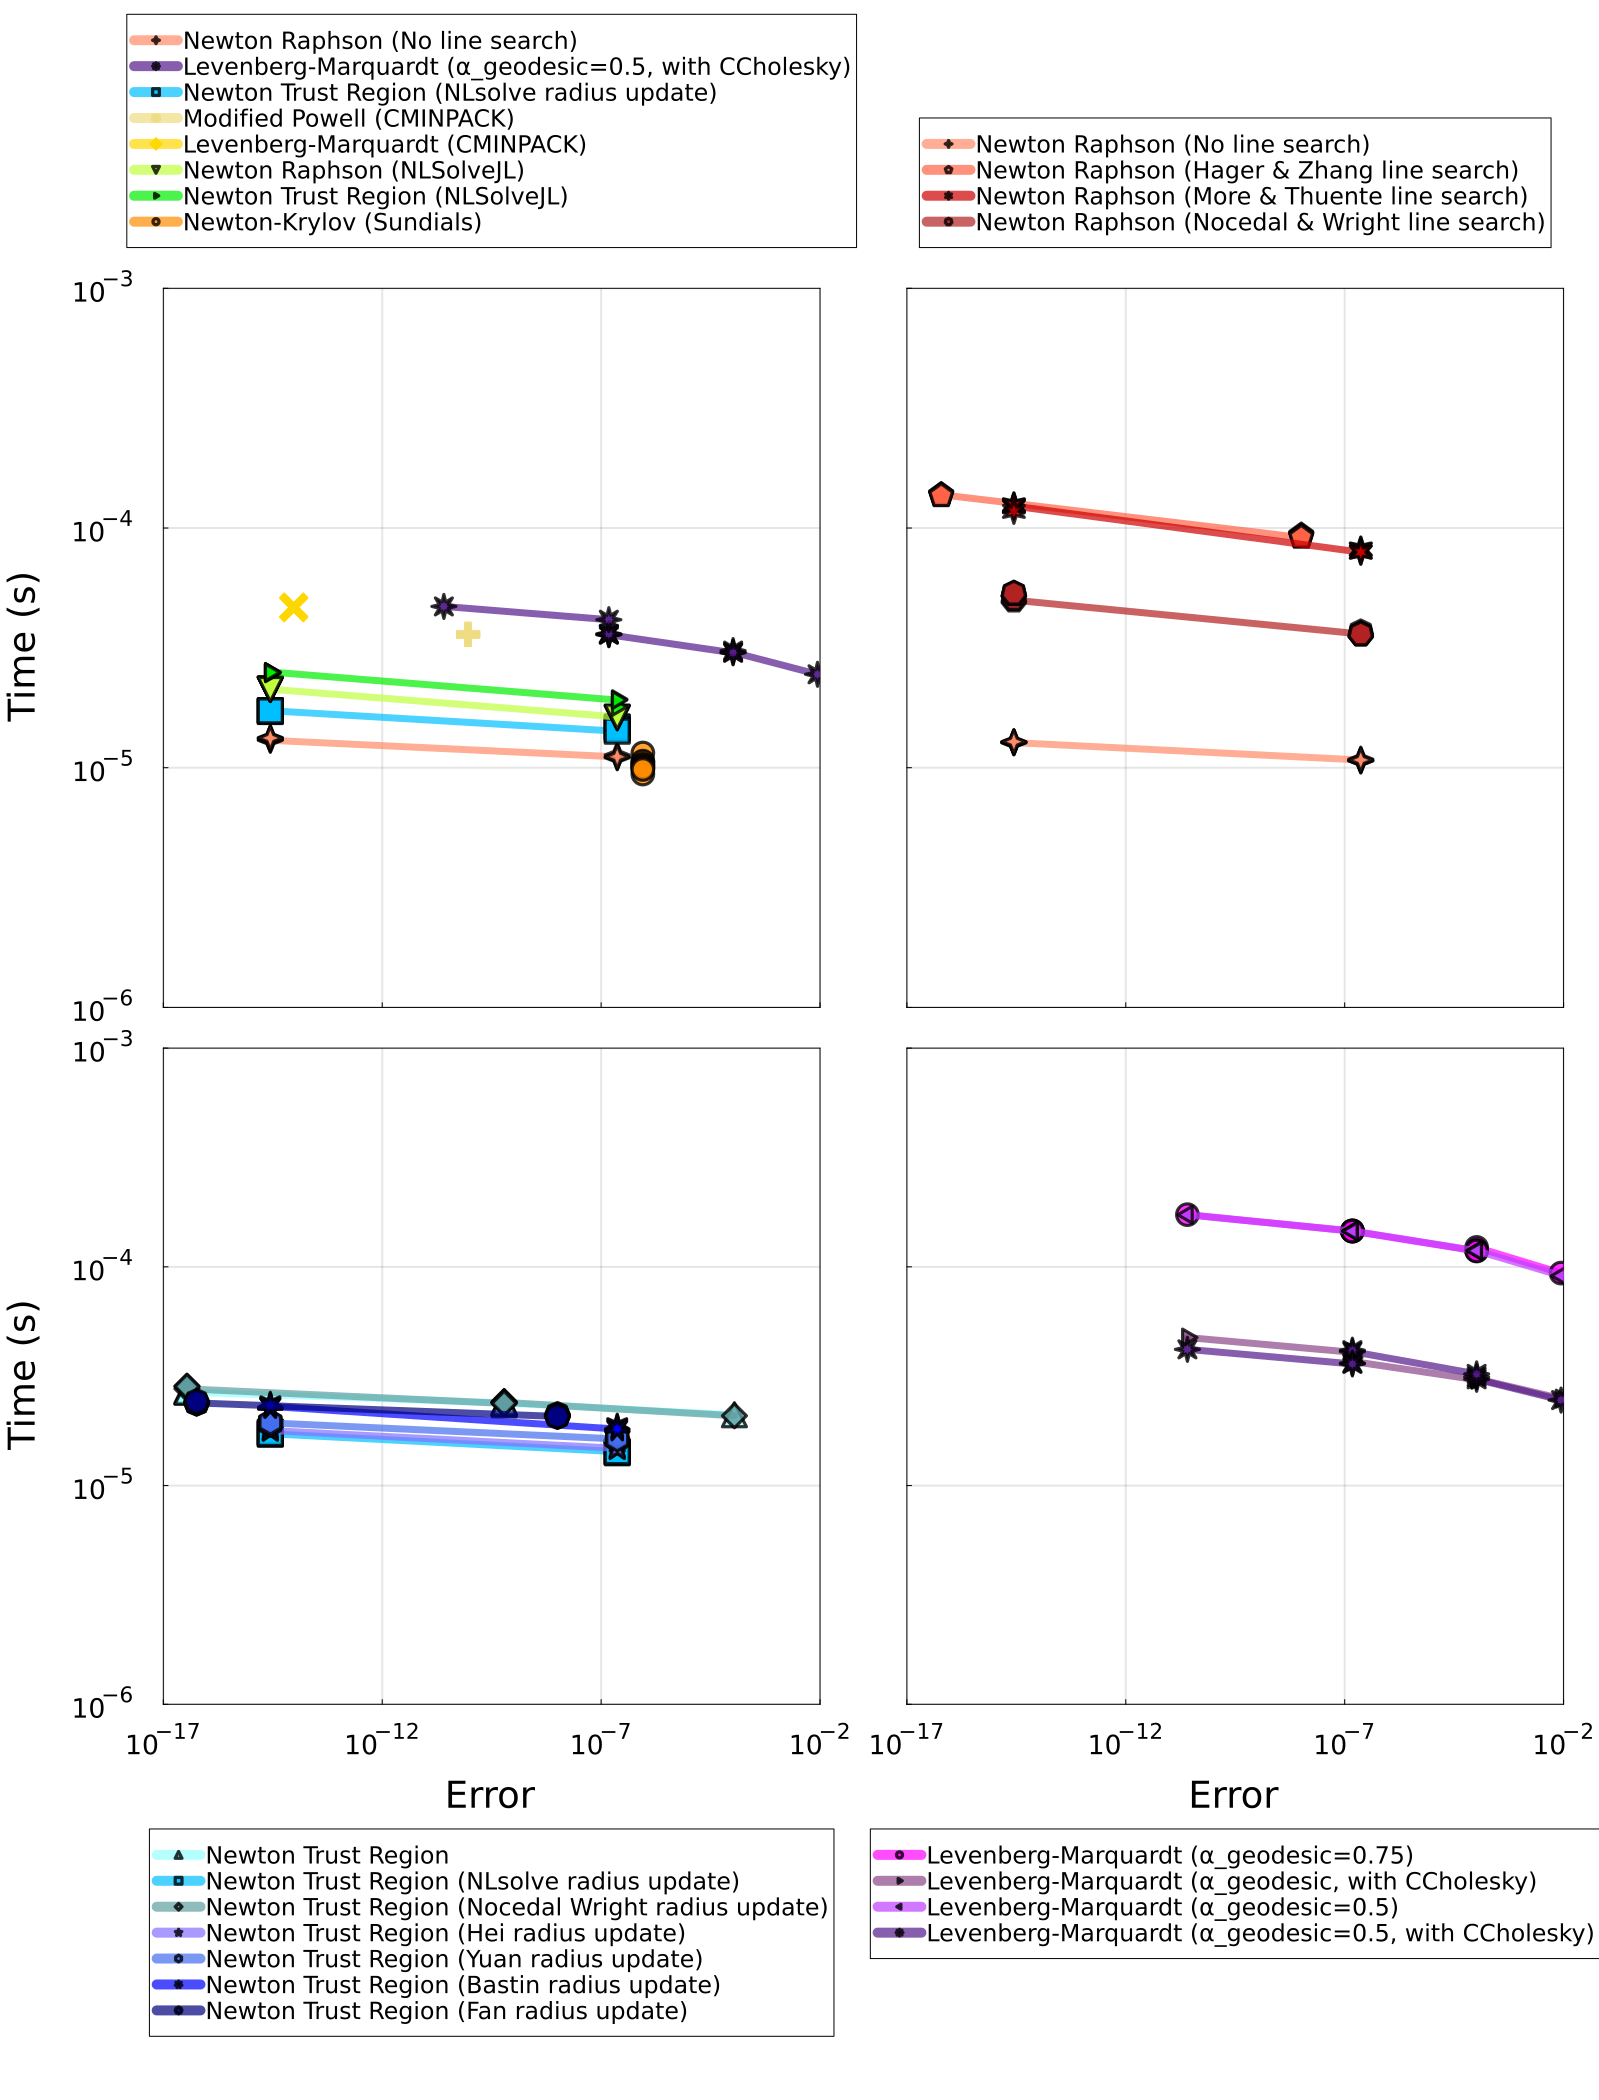 Newton Raphson (No line search)
Levenberg-Marquardt (α_geodesic=0.5, with CCholesky)
Newton Trust Region (NLsolve radius update)
Modified Powell (CMINPACK)
Levenberg-Marquardt (CMINPACK)
Newton Raphson (NLSolveJL)
Newton Trust Region (NLSolveJL)
Newton-Krylov (Sundials)
Newton Raphson (No line search)
Newton Raphson (Hager & Zhang line search)
Newton Raphson (More & Thuente line search)
Newton Raphson (Nocedal & Wright line search)
10⁻³
10⁻⁴
10⁻⁵
10⁻⁶
Time (s)
10⁻³
10⁻⁴
10⁻⁵
10⁻⁶
Time (s)
10⁻¹⁷ 10⁻¹² 10⁻⁷ 10⁻²
Error
10⁻¹⁷ 10⁻¹² 10⁻⁷ 10⁻²
Error
Newton Trust Region
Newton Trust Region (NLsolve radius update)
Newton Trust Region (Nocedal Wright radius update)
Newton Trust Region (Hei radius update)
Newton Trust Region (Yuan radius update)
Newton Trust Region (Bastin radius update)
Newton Trust Region (Fan radius update)
Levenberg-Marquardt (α_geodesic=0.75)
Levenberg-Marquardt (α_geodesic, with CCholesky)
Levenberg-Marquardt (α_geodesic=0.5)
Levenberg-Marquardt (α_geodesic=0.5, with CCholesky)